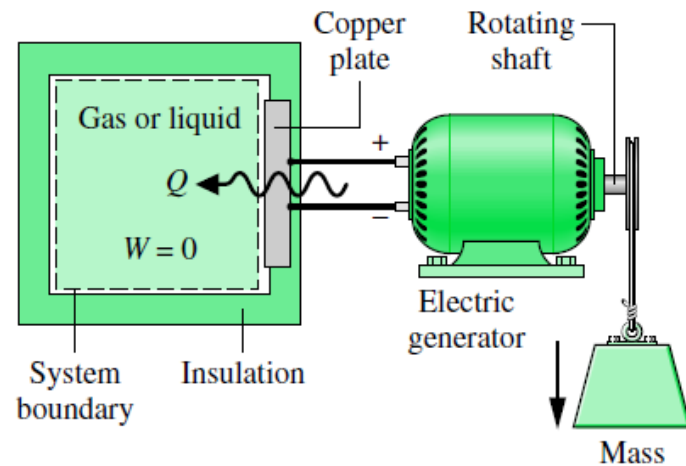 Copper
plate
Rotating
shaft
Gas or liquid
+
Q
−
W = 0
Electric
generator
System
boundary
Insulation
Mass